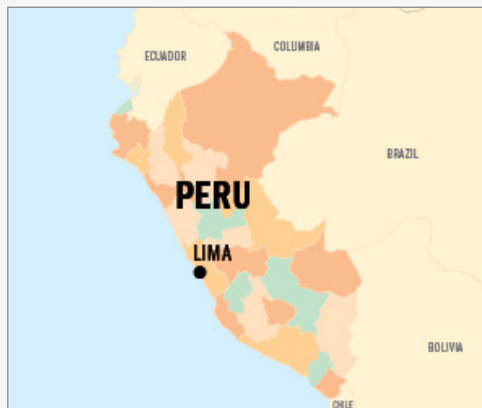 ECUADOR
COLUMBIA
BRAZIL
PERU
LIMA
BOLIVIA
CHILE